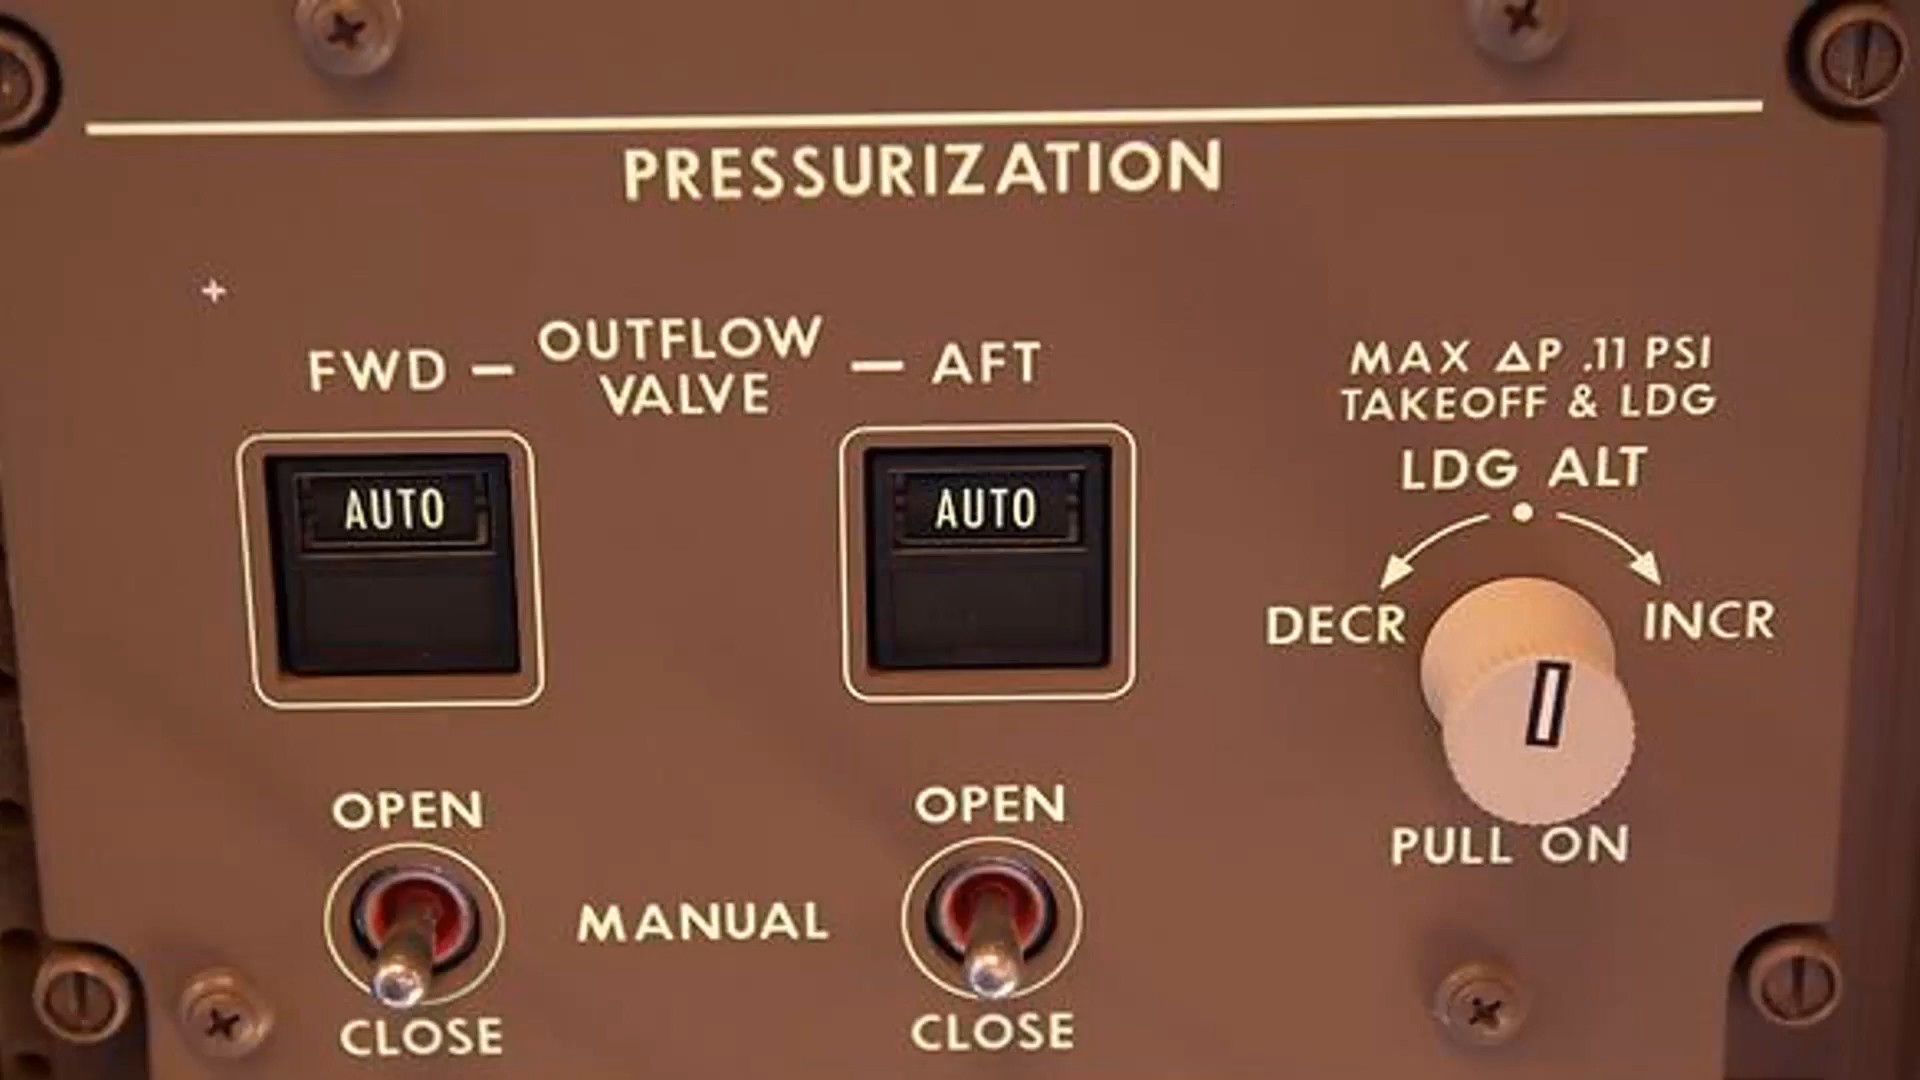 PRESSURIZATION
FWD — OUTFLOW VALVE — AFT
MAX ΔP .11 PSI
TAKEOFF & LDG
LDG ALT
AUTO
AUTO
DECR
INCR
PULL ON
OPEN
OPEN
MANUAL
CLOSE
CLOSE